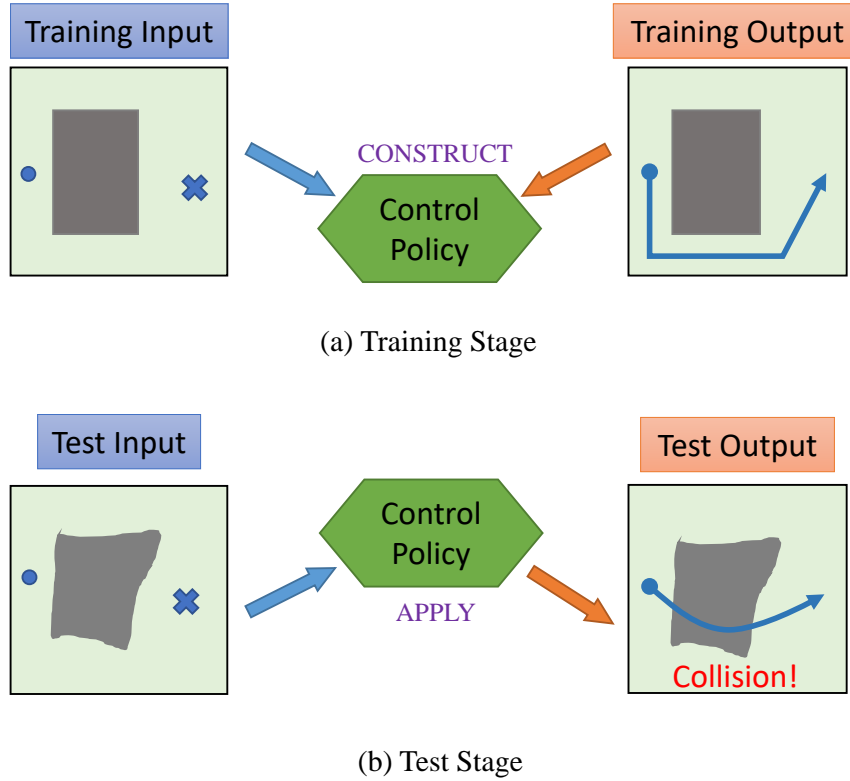 Training Input
Training Output
CONSTRUCT
Control
Policy
(a) Training Stage
Test Input
Test Output
Control
Policy
APPLY
Collision!
(b) Test Stage